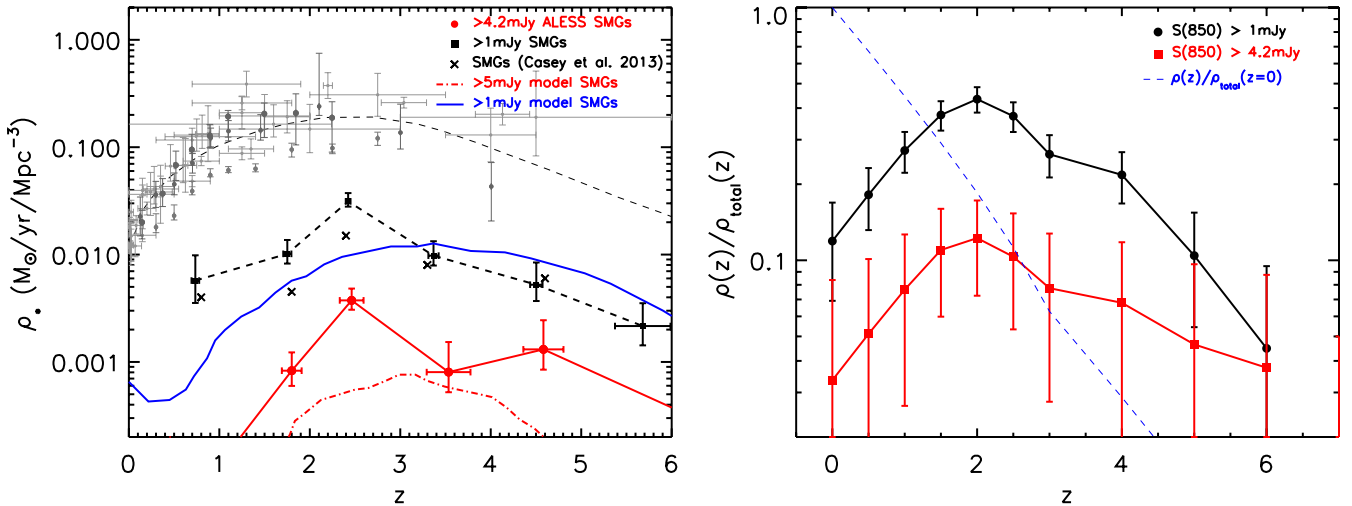 >4.2mJy ALESS SMGs
>1mJy SMGs
SMGs (Casey et al. 2013)
>5mJy model SMGs
>1mJy model SMGs
1.000
0.100
0.010
0.001
ρ* (M⊙/yr/Mpc⁻³)
0 1 2 3 4 5 6
z
S(850) > 1mJy
S(850) > 4.2mJy
ρ(z)/ρtotal(z=0)
1.0
0.1
ρ(z)/ρtotal(z)
0 2 4 6
z